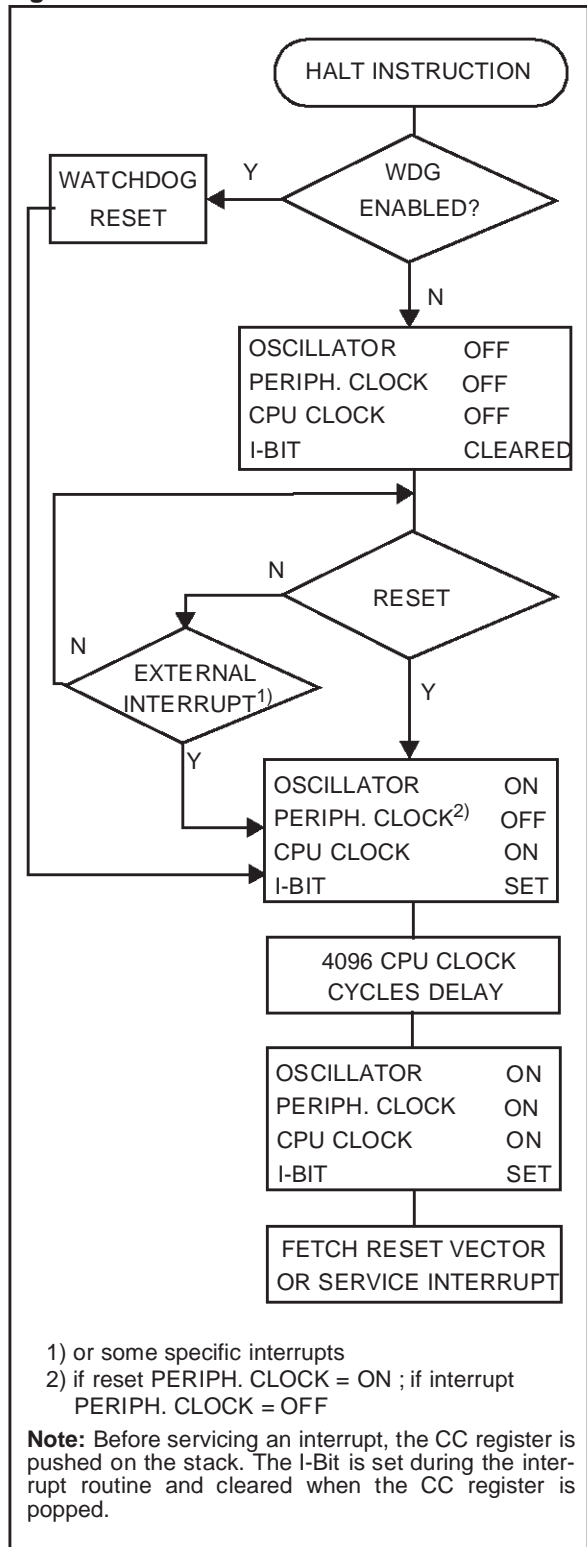 HALT INSTRUCTION
WDG
ENABLED?
Y
WATCHDOG
RESET
N
OSCILLATOR OFF
PERIPH. CLOCK OFF
CPU CLOCK OFF
I-BIT CLEARED
RESET
N
EXTERNAL
INTERRUPT1)
N
Y
Y
OSCILLATOR ON
PERIPH. CLOCK2) OFF
CPU CLOCK ON
I-BIT SET
4096 CPU CLOCK
CYCLES DELAY
OSCILLATOR ON
PERIPH. CLOCK ON
CPU CLOCK ON
I-BIT SET
FETCH RESET VECTOR
OR SERVICE INTERRUPT
1) or some specific interrupts
2) if reset PERIPH. CLOCK = ON ; if interrupt
PERIPH. CLOCK = OFF
Note: Before servicing an interrupt, the CC register is
pushed on the stack. The I-Bit is set during the inter-
rupt routine and cleared when the CC register is
popped.